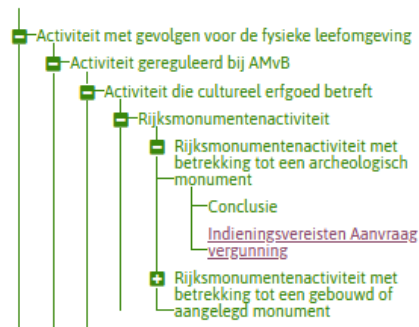 Activiteit met gevolgen voor de fysieke leefomgeving
Activiteit gereguleerd bij AMvB
Activiteit die cultureel erfgoed betreft
Rijksmonumentenactiviteit
Rijksmonumentenactiviteit met
betrekking tot een archeologisch
monument
Conclusie
Indieningsvereisten Aanvraag
vergunning
Rijksmonumentenactiviteit met
betrekking tot een gebouwd of
aangelegd monument